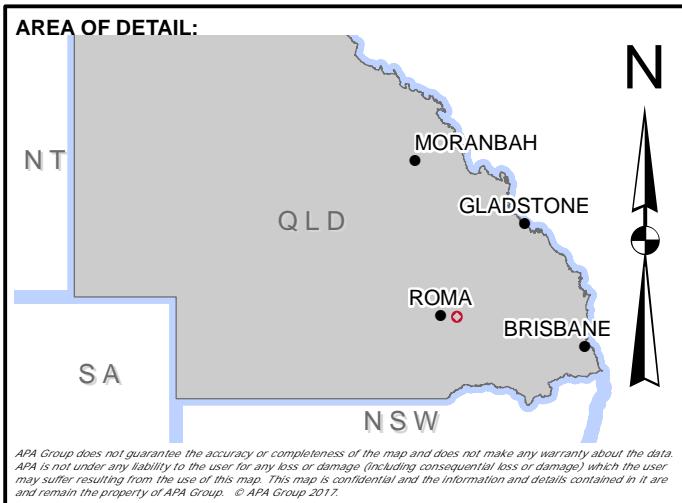 AREA OF DETAIL:
N
MORANBAH
NT
GLADSTONE
QLD
ROMA
BRISBANE
SA
NSW
APA Group does not guarantee the accuracy or completeness of the map and does not make any warranty about the data.
APA is not under any liability to the user for any loss or damage (including consequential loss or damage) which the user
may suffer resulting from the use of this map. This map is confidential and the information and details contained in it are
and remain the property of APA Group. © APA Group 2017.